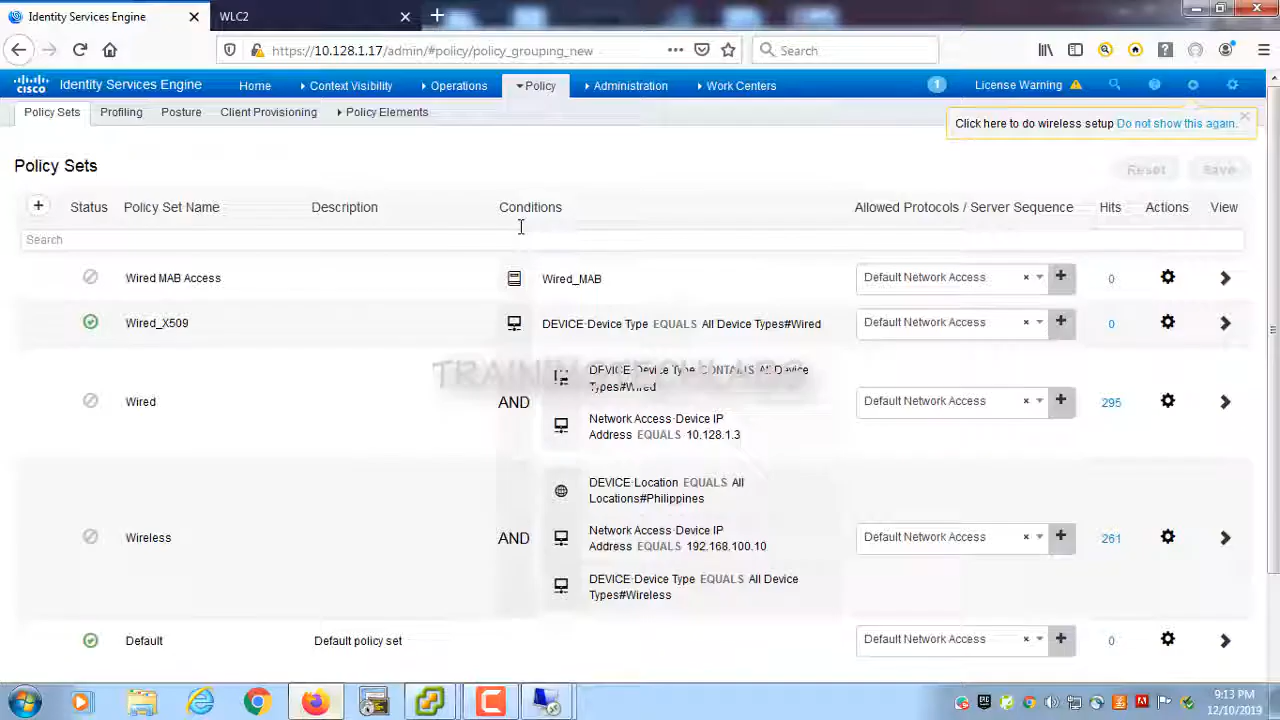 Identity Services Engine
WLC2
https://10.128.1.17/admin/#policy/policy_grouping_new
Search
CISCO
Identity Services Engine
Home
Context Visibility
Operations
Policy
Administration
Work Centers
1
License Warning
Policy Sets
Profiling
Posture
Client Provisioning
Policy Elements
Click here to do wireless setup Do not show this again.
Policy Sets
Reset
Save
Status
Policy Set Name
Description
Conditions
Allowed Protocols / Server Sequence
Hits
Actions
View
Search
Wired MAB Access
Wired_MAB
Default Network Access
0
Wired_X509
DEVICE·Device Type EQUALS All Device Types#Wired
Default Network Access
0
Wired
AND
DEVICE·Device Type CONTAINS All Device
Types#Wired
Network Access·Device IP
Address EQUALS 10.128.1.3
Default Network Access
295
Wireless
AND
DEVICE·Location EQUALS All
Locations#Philippines
Network Access·Device IP
Address EQUALS 192.168.100.10
DEVICE·Device Type EQUALS All Device
Types#Wireless
Default Network Access
261
Default
Default policy set
Default Network Access
0
9:13 PM
12/10/2019